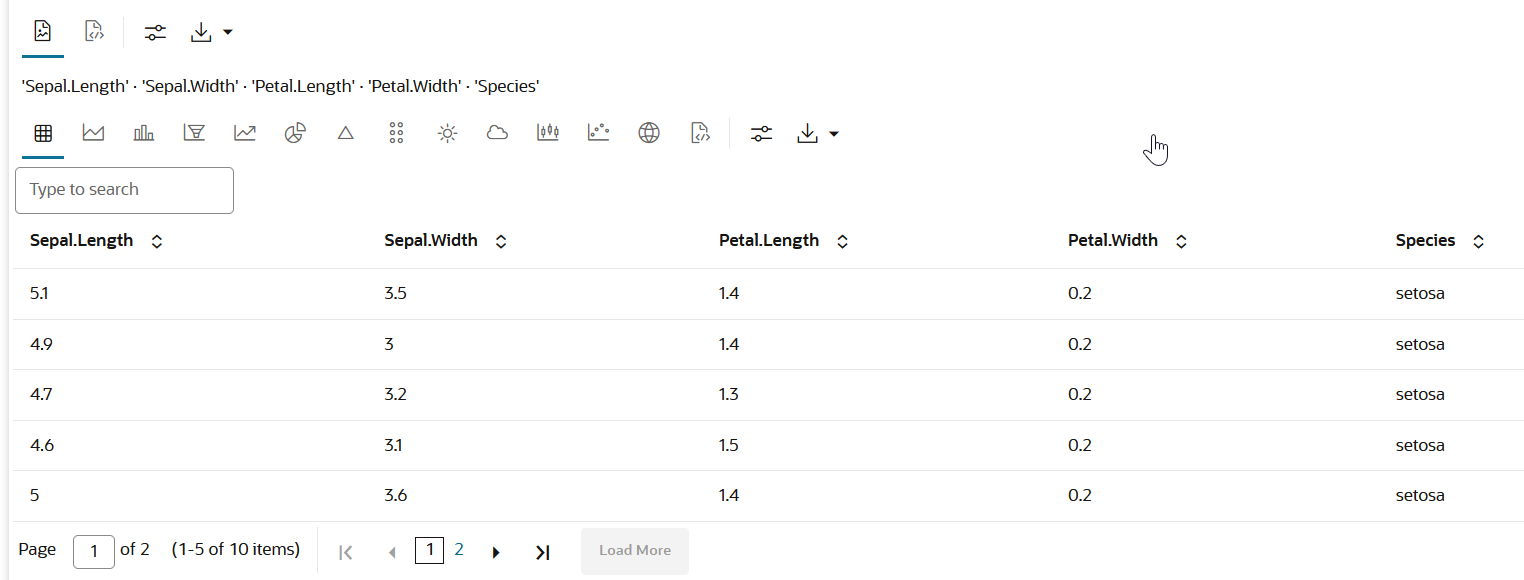 'Sepal.Length' · 'Sepal.Width' · 'Petal.Length' · 'Petal.Width' · 'Species'
Type to search
Sepal.Length Sepal.Width Petal.Length Petal.Width Species
5.1 3.5 1.4 0.2 setosa
4.9 3 1.4 0.2 setosa
4.7 3.2 1.3 0.2 setosa
4.6 3.1 1.5 0.2 setosa
5 3.6 1.4 0.2 setosa
Page 1 of 2 (1-5 of 10 items) 1 2 Load More